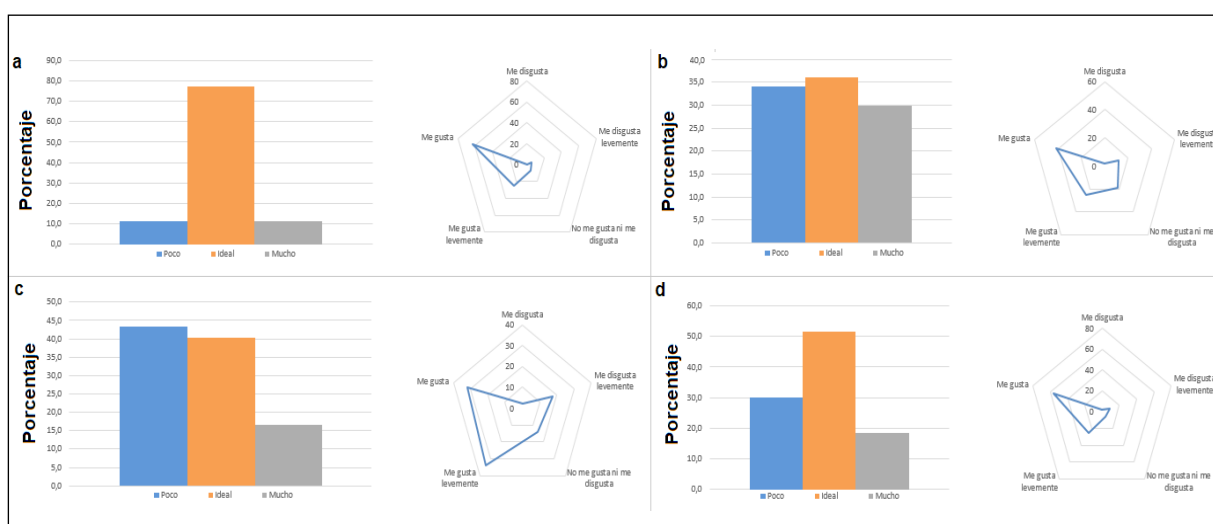 a
Porcentaje
90,0
80,0
70,0
60,0
50,0
40,0
30,0
20,0
10,0
0,0
Poco Ideal Mucho
Me disgusta
80
60
40
20
0
Me gusta
Me disgusta
levemente
Me gusta
levemente
No me gusta ni me
disgusta
b
Porcentaje
40,0
35,0
30,0
25,0
20,0
15,0
10,0
5,0
0,0
Poco Ideal Mucho
Me disgusta
60
40
20
0
Me gusta
Me disgusta
levemente
Me gusta
levemente
No me gusta ni me
disgusta
c
Porcentaje
50,0
45,0
40,0
35,0
30,0
25,0
20,0
15,0
10,0
5,0
0,0
Poco Ideal Mucho
Me disgusta
40
30
20
10
0
Me gusta
Me disgusta
levemente
Me gusta
levemente
No me gusta ni me
disgusta
d
Porcentaje
60,0
50,0
40,0
30,0
20,0
10,0
0,0
Poco Ideal Mucho
Me disgusta
80
60
40
20
0
Me gusta
Me disgusta
levemente
Me gusta
levemente
No me gusta ni me
disgusta